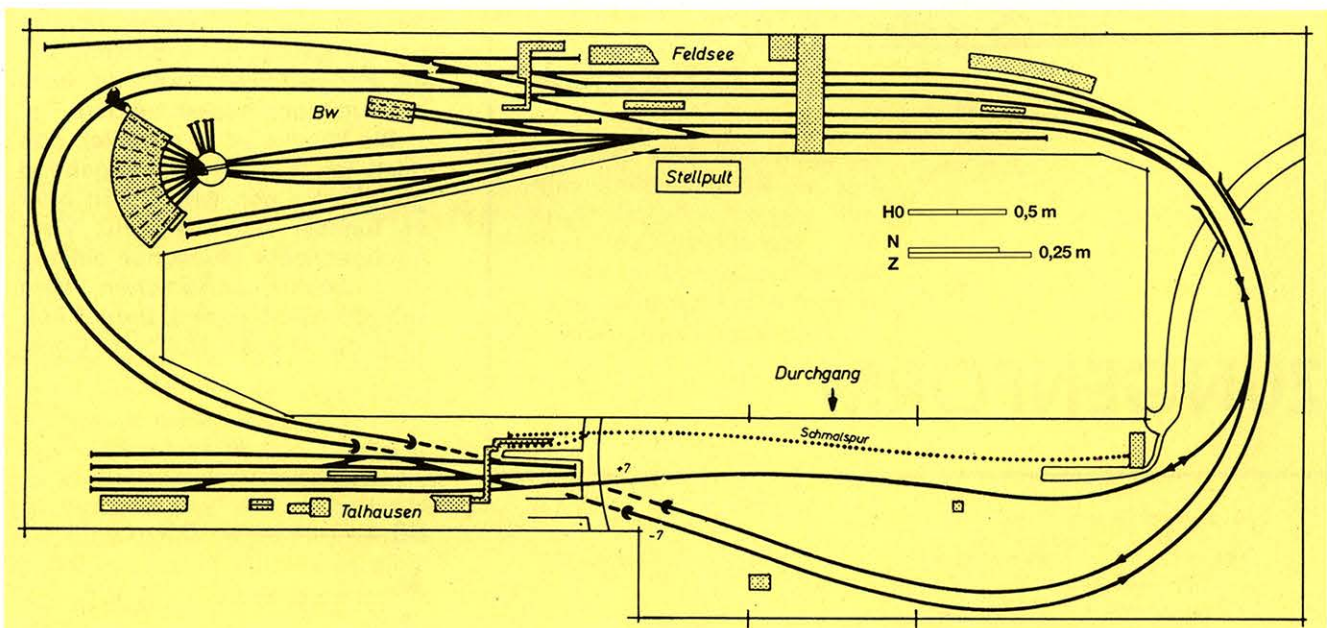 Feldsee
Bw
Stellpult
H0 0,5 m
N
Z 0,25 m
Durchgang
Schmalspur
+7
Talhausen
-7